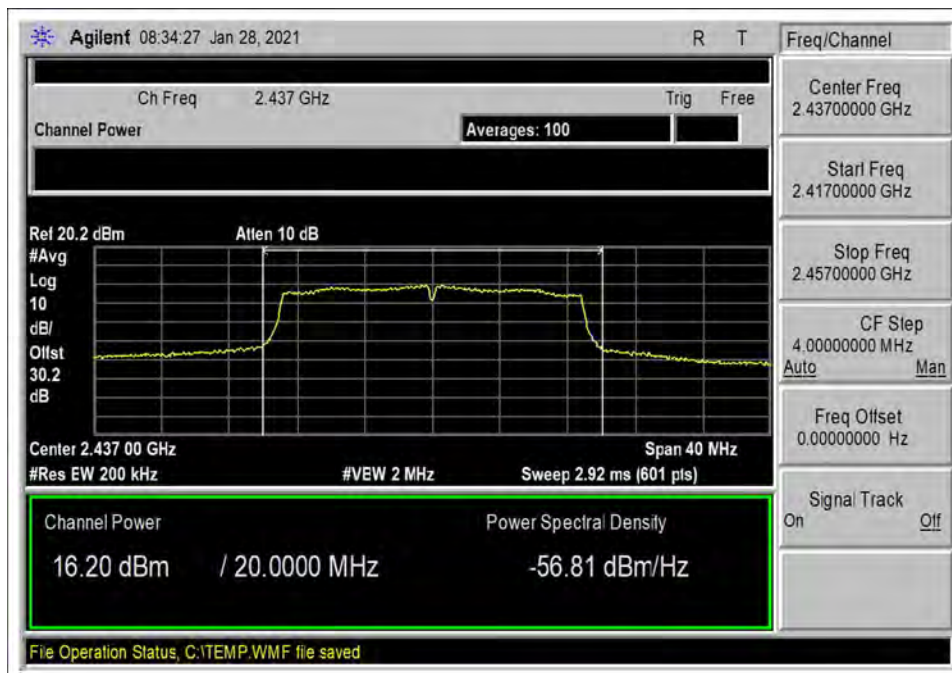 Agilent 08:34:27 Jan 28, 2021 R T
Freq/Channel
Ch Freq 2.437 GHz Trig Free
Channel Power
Averages: 100
Ref 20.2 dBm Atten 10 dB
#Avg
Log
10
dB/
Offst
30.2
dB
Center 2.437 00 GHz Span 40 MHz
#Res EW 200 kHz #VEW 2 MHz Sweep 2.92 ms (601 pts)
Channel Power Power Spectral Density
16.20 dBm / 20.0000 MHz -56.81 dBm/Hz
File Operation Status, C:\TEMP.WMF file saved
Center Freq
2.43700000 GHz
Start Freq
2.41700000 GHz
Stop Freq
2.45700000 GHz
CF Step
4.00000000 MHz
Auto Man
Freq Offset
0.00000000 Hz
Signal Track
On Off